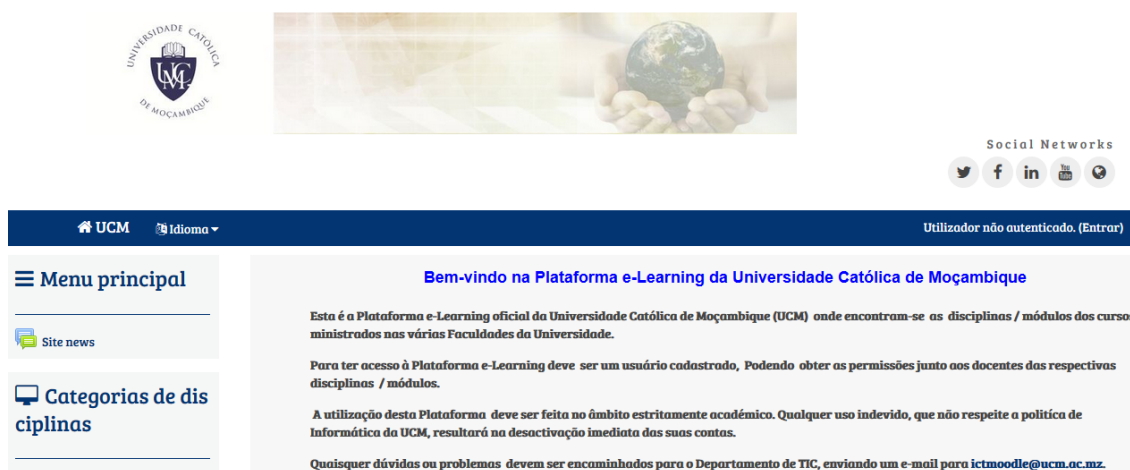 UNIVERSIDADE CATÓLICA
UCM
DE MOÇAMBIQUE
Social Networks
You
Tube
UCM
Idioma
Utilizador não autenticado. (Entrar)
Menu principal
Site news
Categorias de dis
ciplinas
Bem-vindo na Plataforma e-Learning da Universidade Católica de Moçambique
Esta é a Plataforma e-Learning oficial da Universidade Católica de Moçambique (UCM) onde encontram-se as disciplinas / módulos dos curso
ministrados nas várias Faculdades da Universidade.
Para ter acesso à Plataforma e-Learning deve ser um usuário cadastrado, Podendo obter as permissões junto aos docentes das respectivas
disciplinas / módulos.
A utilização desta Plataforma deve ser feita no âmbito estritamente académico. Qualquer uso indevido, que não respeite a politíca de
Informática da UCM, resultará na desactivação imediata das suas contas.
Quaisquer dúvidas ou problemas devem ser encaminhados para o Departamento de TIC, enviando um e-mail para ictmoodle@ucm.ac.mz.